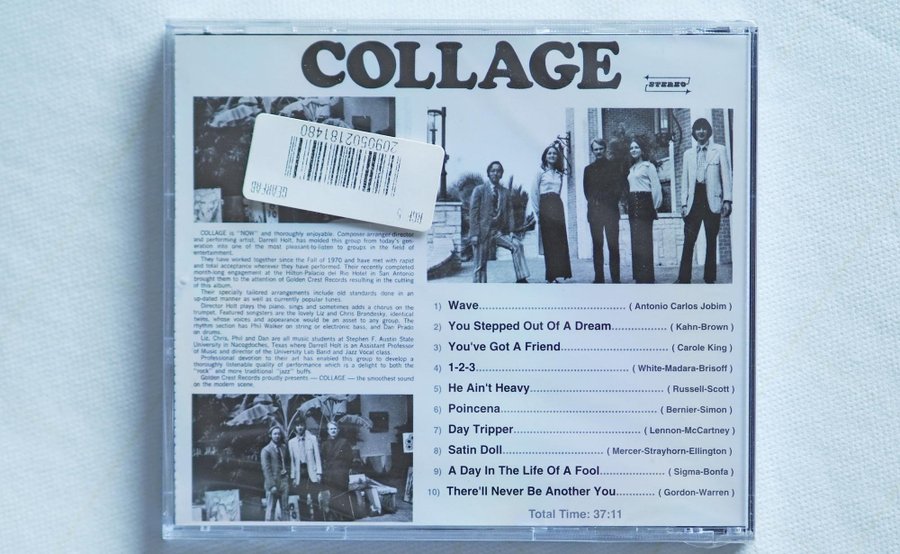 COLLAGE
STEREO
2090502181480
GEARFAB
COLLAGE is "NOW" and thoroughly enjoyable. Composer-arranger-director
and performing artist, Darrell Holt, has molded this group from today's gen-
eration into one of the most pleasant-to-listen to groups in the field of
entertainment.
They have worked together since the Fall of 1970 and have met with rapid
and total acceptance wherever they have performed. Their recently completed
month-long engagement at the Hilton-Palacio del Rio Hotel in San Antonio
brought them to the attention of Golden Crest Records resulting in the cutting
of this album.
Their specially tailored arrangements include old standards done in an
up-dated manner as well as currently popular tunes.
Director Holt plays the piano, sings and sometimes adds a chorus on the
trumpet. Featured songsters are the lovely Liz and Chris Brandesky, identical
twins, whose voices and appearance would be an asset to any group. The
rhythm section has Phil Walker on string or electronic bass, and Dan Prado
on drums.
Liz, Chris, Phil and Dan are all music students at Stephen F. Austin State
University in Nacogdoches, Texas where Darrell Holt is an Assistant Professor
of Music and director of the University Lab Band and Jazz Vocal class.
Professional devotion to their art has enabled this group to develop a
thoroughly listenable quality of performance which is a delight to both the
"rock" and more traditional "jazz" buffs.
Golden Crest Records proudly presents — COLLAGE — the smoothest sound
on the modern scene.
1) Wave (Antonio Carlos Jobim)
2) You Stepped Out Of A Dream (Kahn-Brown)
3) You've Got A Friend (Carole King)
4) 1-2-3 (White-Madara-Brisoff)
5) He Ain't Heavy (Russell-Scott)
6) Poincena (Bernier-Simon)
7) Day Tripper (Lennon-McCartney)
8) Satin Doll (Mercer-Strayhorn-Ellington)
9) A Day In The Life Of A Fool (Sigma-Bonfa)
10) There'll Never Be Another You (Gordon-Warren)
Total Time: 37:11